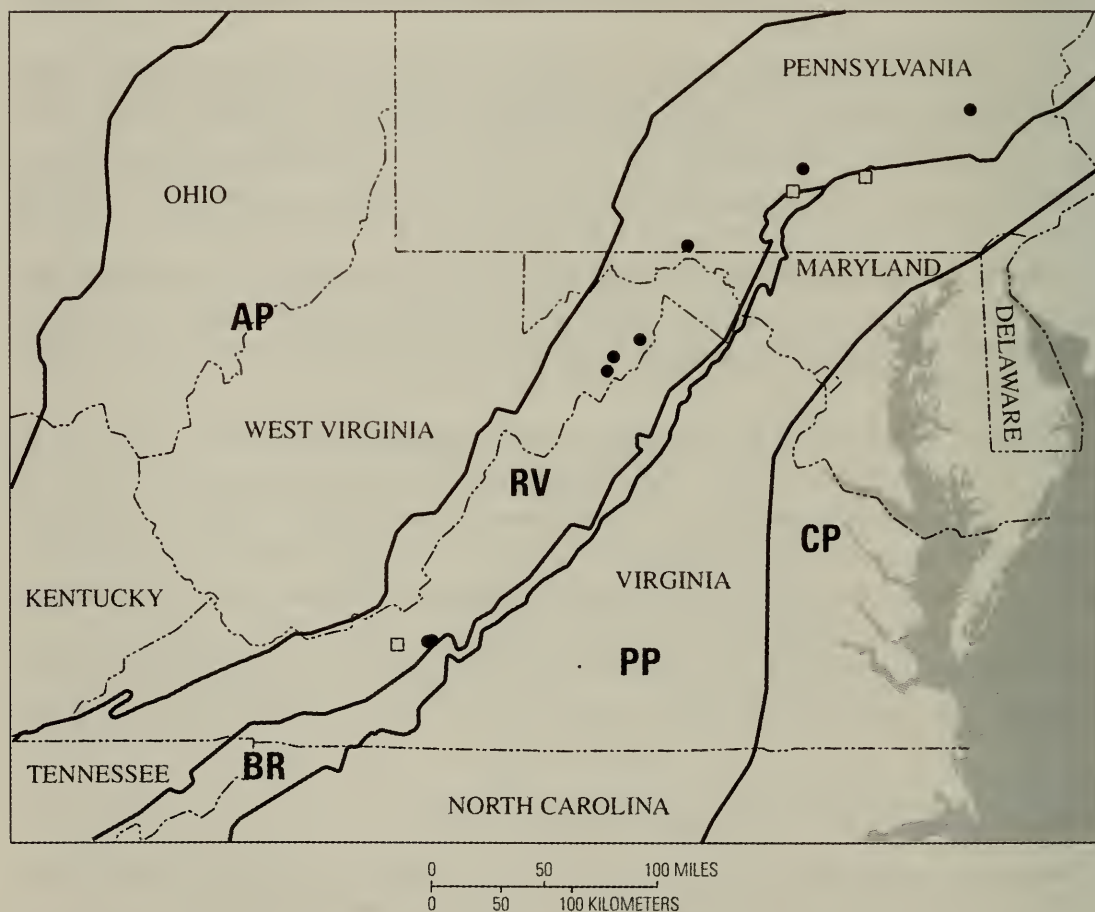 PENNSYLVANIA
OHIO
MARYLAND
AP
DELAWARE
WEST VIRGINIA
RV
CP
KENTUCKY
VIRGINIA
PP
TENNESSEE
BR
NORTH CAROLINA
0 50 100 MILES
0 50 100 KILOMETERS